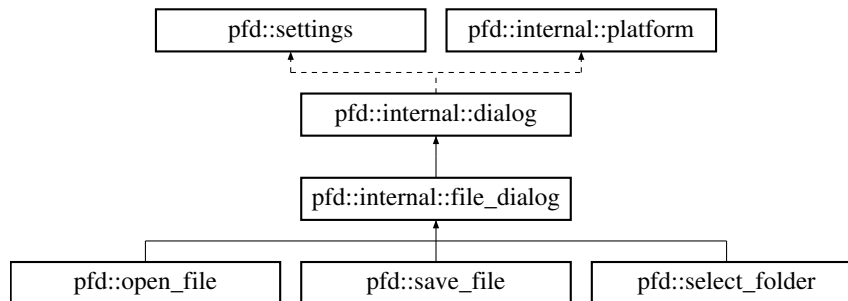 pfd::settings
pfd::internal::platform
pfd::internal::dialog
pfd::internal::file_dialog
pfd::open_file
pfd::save_file
pfd::select_folder